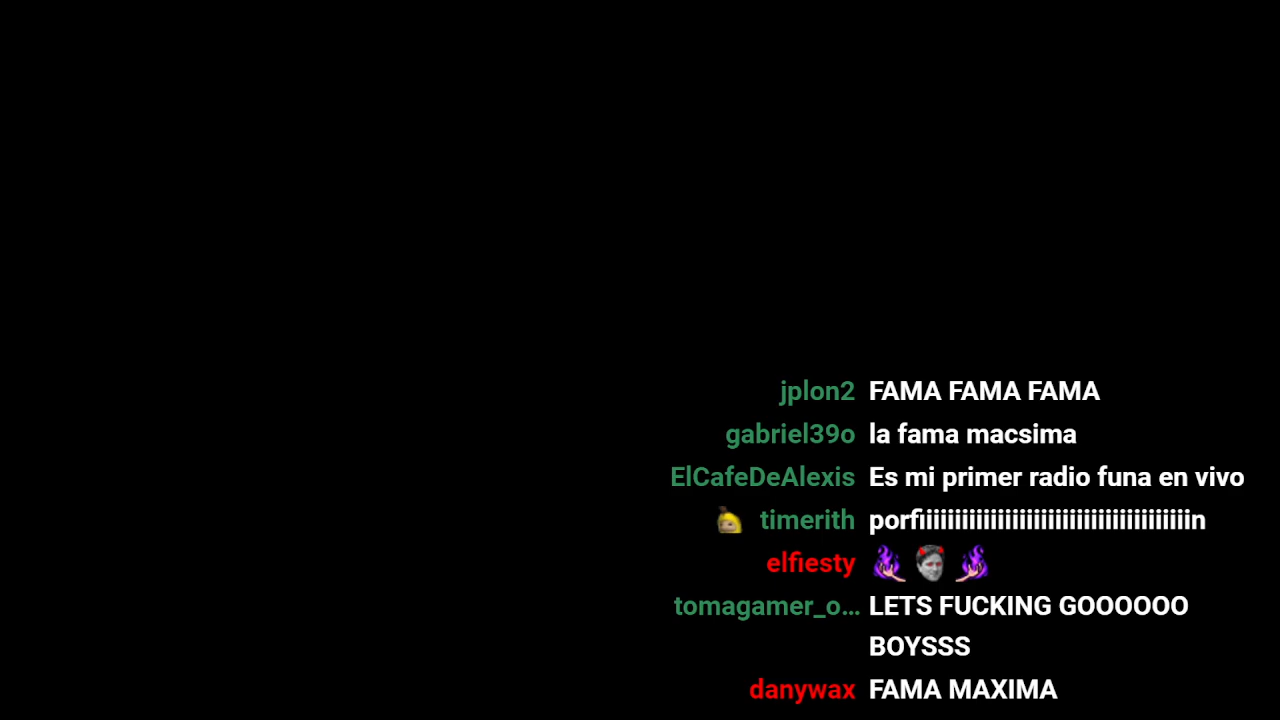 jplon2 FAMA FAMA FAMA
gabriel39o la fama macsima
ElCafeDeAlexis Es mi primer radio funa en vivo
timerith porfiiiiiiiiiiiiiiiiiiiiiiiiiiiiiiiiiiiiiin
elfiesty
tomagamer_o... LETS FUCKING GOOOOOO
BOYSSS
danywax FAMA MAXIMA